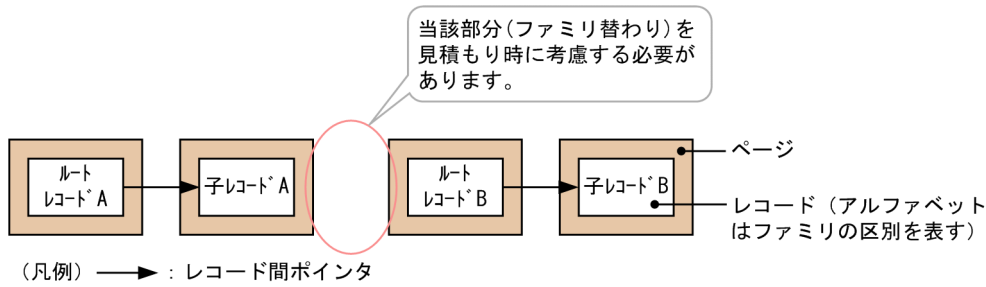 当該部分(ファミリ替わり)を
見積もり時に考慮する必要が
あります。
ルート
レコードA
子レコードA
ルート
レコードB
子レコードB
ページ
レコード（アルファベット
はファミリの区別を表す）
（凡例）　：レコード間ポインタ